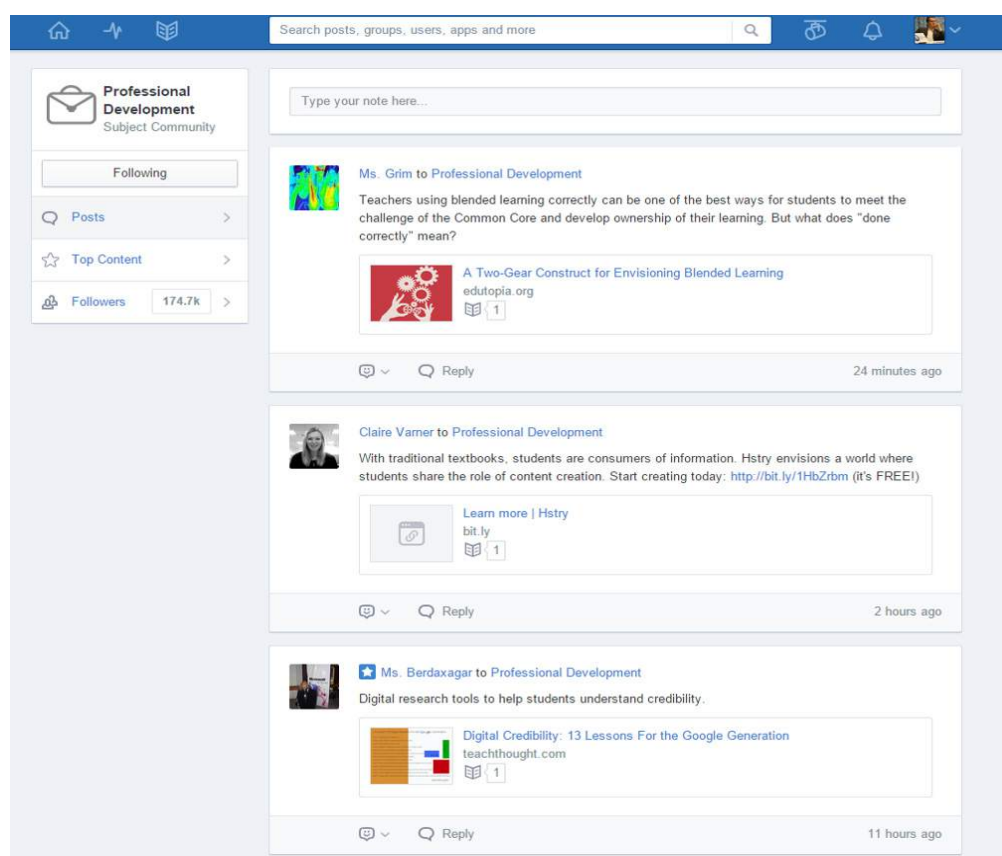 Search posts, groups, users, apps and more
Professional
Development
Subject Community
Following
Posts
Top Content
Followers 174.7k
Type your note here...
Ms. Grim to Professional Development
Teachers using blended learning correctly can be one of the best ways for students to meet the
challenge of the Common Core and develop ownership of their learning. But what does "done
correctly" mean?
A Two-Gear Construct for Envisioning Blended Learning
edutopia.org
1
Reply 24 minutes ago
Claire Varner to Professional Development
With traditional textbooks, students are consumers of information. Hstry envisions a world where
students share the role of content creation. Start creating today: http://bit.ly/1HbZrbm (it's FREE!)
Learn more | Hstry
bit.ly
1
Reply 2 hours ago
Ms. Berdaxagar to Professional Development
Digital research tools to help students understand credibility.
Digital Credibility: 13 Lessons For the Google Generation
teachthought.com
1
Reply 11 hours ago